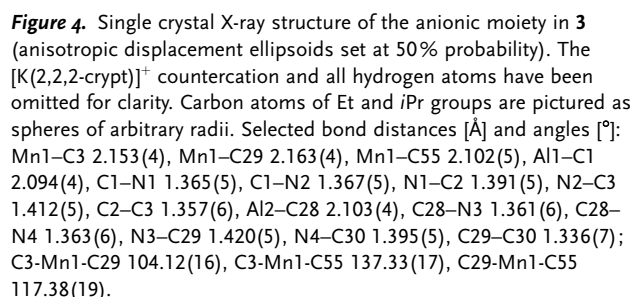 Figure 4. Single crystal X-ray structure of the anionic moiety in 3
(anisotropic displacement ellipsoids set at 50% probability). The
[K(2,2,2-crypt)]⁺ countercation and all hydrogen atoms have been
omitted for clarity. Carbon atoms of Et and iPr groups are pictured as
spheres of arbitrary radii. Selected bond distances [Å] and angles [°]:
Mn1–C3 2.153(4), Mn1–C29 2.163(4), Mn1–C55 2.102(5), Al1–C1
2.094(4), C1–N1 1.365(5), C1–N2 1.367(5), N1–C2 1.391(5), N2–C3
1.412(5), C2–C3 1.357(6), Al2–C28 2.103(4), C28–N3 1.361(6), C28–
N4 1.363(6), N3–C29 1.420(5), N4–C30 1.395(5), C29–C30 1.336(7);
C3-Mn1-C29 104.12(16), C3-Mn1-C55 137.33(17), C29-Mn1-C55
117.38(19).